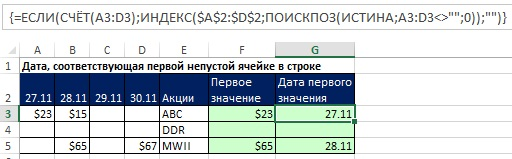 {=ЕСЛИ(СЧЁТ(A3:D3);ИНДЕКС($A$2:$D$2;ПОИСКПОЗ(ИСТИНА;A3:D3<>"";0));"")}
A B C D E F G
1 Дата, соответствующая первой непустой ячейке в строке
Первое Дата первого
2 27.11 28.11 29.11 30.11 Акции значение значения
3 $23 $15 ABC $23 27.11
4 DDR
5 $65 $67 MWII $65 28.11